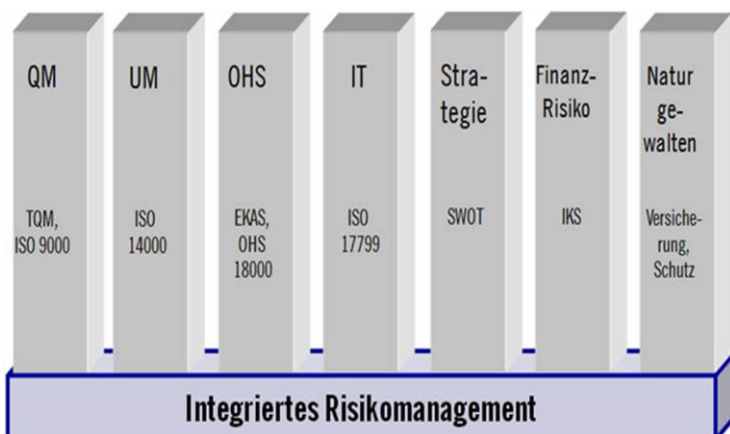 QM
TQM,
ISO 9000
UM
ISO
14000
OHS
EKAS,
OHS
18000
IT
ISO
17799
Stra-
tegie
SWOT
Finanz-
Risiko
IKS
Natur
ge-
walten
Versiche-
rung,
Schutz
Integriertes Risikomanagement